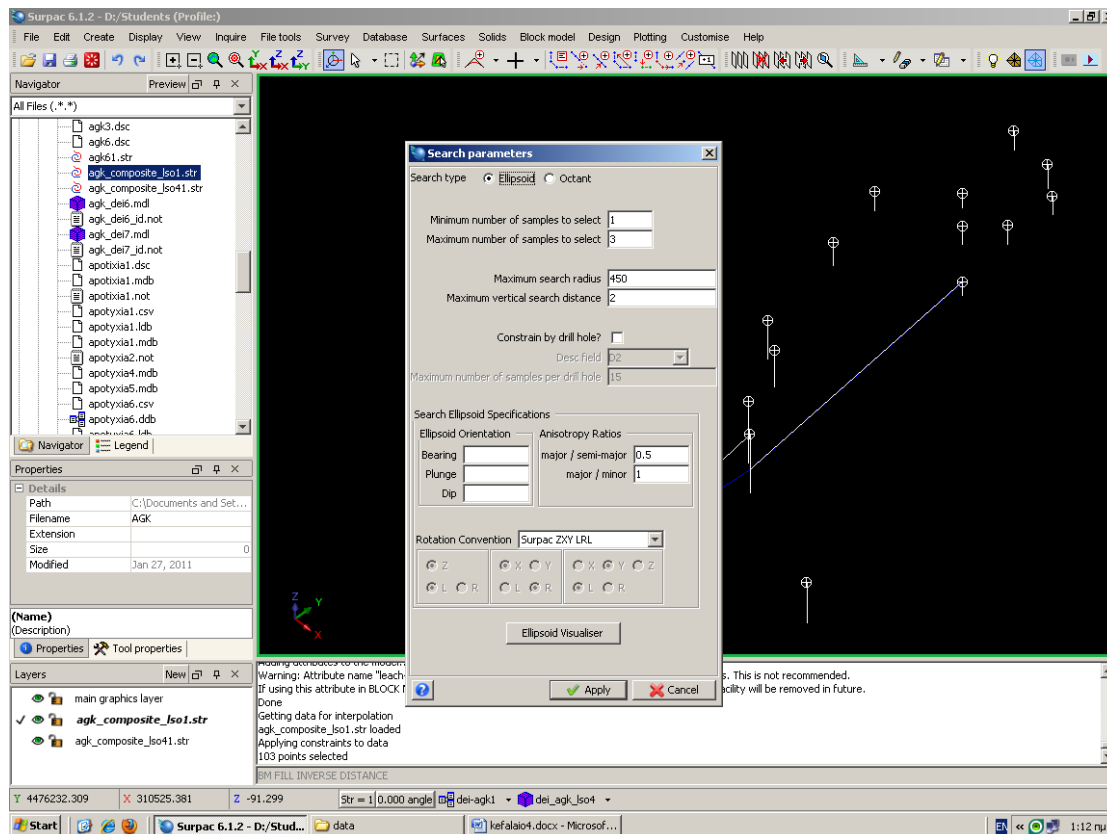 Surpac 6.1.2 - D:/Students (Profile:)
File Edit Create Display View Inquire File tools Survey Database Surfaces Solids Block model Design Plotting Customise Help
Navigator Preview
All Files (.*.*)
agk3.dsc
agk6.dsc
agk61.str
agk_composite_lso1.str
agk_composite_lso41.str
agk_dei6.mdl
agk_dei6_id.not
agk_dei7.mdl
agk_dei7_id.not
apotixia1.dsc
apotixia1.mdb
apotixia1.not
apotyxia1.csv
apotyxia1.ldb
apotyxia1.mdb
apotyxia2.not
apotyxia4.mdb
apotyxia5.mdb
apotyxia6.csv
apotyxia6.ddb
apotyxia6.ldb
Navigator Legend
Properties
Details
Path C:\Documents and Set...
Filename AGK
Extension
Size 0
Modified Jan 27, 2011
(Name)
(Description)
Properties Tool properties
Layers New
main graphics layer
agk_composite_lso1.str
agk_composite_lso41.str
Search parameters
Search type Ellipsoid Octant
Minimum number of samples to select 1
Maximum number of samples to select 3
Maximum search radius 450
Maximum vertical search distance 2
Constrain by drill hole?
Desc field D2
Maximum number of samples per drill hole 15
Search Ellipsoid Specifications
Ellipsoid Orientation Anisotropy Ratios
Bearing major / semi-major 0.5
Plunge major / minor 1
Dip
Rotation Convention Surpac ZXY LRL
Z X Y X Y Z
L R L R L R
Ellipsoid Visualiser
Apply Cancel
Z Y X
Adding attributes to the model..
Warning: Attribute name "leach s. This is not recommended.
If using this attribute in BLOCK M acility will be removed in future.
Done
Getting data for interpolation
agk_composite_lso1.str loaded
Applying constraints to data
103 points selected
BM FILL INVERSE DISTANCE
Y 4476232.309 X 310525.381 Z -91.299 Str = 1 0.000 angle dei-agk1 dei_agk_lso4
Start Surpac 6.1.2 - D:/Stud... data kefalaio4.docx - Microsof... EN « 1:12 πμ